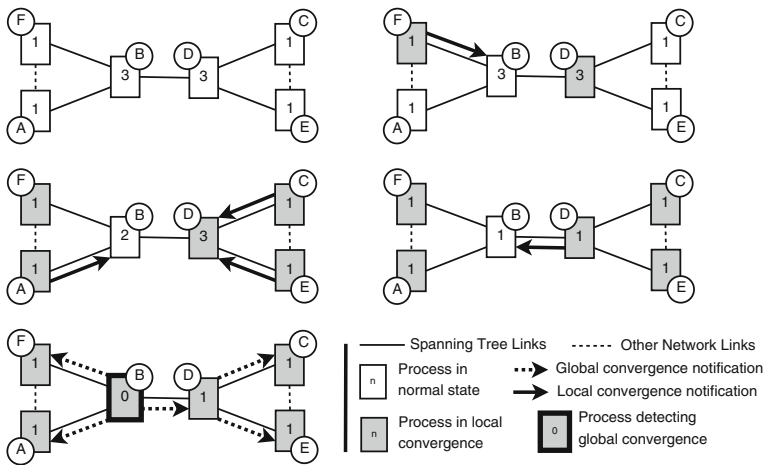 F
C
1
B
D
1
3
3
1
1
A
E
F
C
1
B
D
1
3
3
1
1
A
E
F
C
1
B
D
1
2
3
1
1
A
E
F
C
1
B
D
1
1
1
1
1
A
E
F
C
1
B
D
1
0
1
1
1
A
E
Spanning Tree Links
Other Network Links
n
Process in
normal state
Global convergence notification
Local convergence notification
n
Process in local
convergence
0
Process detecting
global convergence